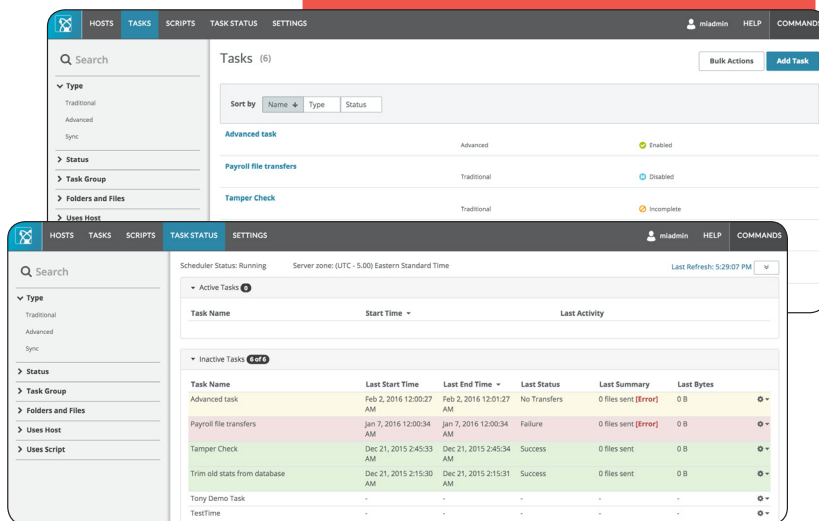 HOSTS TASKS SCRIPTS TASK STATUS SETTINGS miadmin HELP COMMANDS
Search
Type
Traditional
Advanced
Sync
Status
Task Group
Folders and Files
Uses Host
Tasks (6)
Bulk Actions Add Task
Sort by Name Type Status
Advanced task
Advanced Enabled
Payroll file transfers
Traditional Disabled
Tamper Check
Traditional Incomplete
HOSTS TASKS SCRIPTS TASK STATUS SETTINGS miadmin HELP COMMANDS
Search
Type
Traditional
Advanced
Sync
Status
Task Group
Folders and Files
Uses Host
Uses Script
Scheduler Status: Running Server zone: (UTC - 5.00) Eastern Standard Time Last Refresh: 5:29:07 PM
Active Tasks 0
Task Name Start Time Last Activity
Inactive Tasks 6 of 6
Task Name Last Start Time Last End Time Last Status Last Summary Last Bytes
Advanced task Feb 2, 2016 12:00:27 AM Feb 2, 2016 12:01:27 AM No Transfers 0 files sent [Error] 0 B
Payroll file transfers Jan 7, 2016 12:00:34 AM Jan 7, 2016 12:00:34 AM Failure 0 files sent [Error] 0 B
Tamper Check Dec 21, 2015 2:45:33 AM Dec 21, 2015 2:45:34 AM Success 0 files sent 0 B
Trim old stats from database Dec 21, 2015 2:15:30 AM Dec 21, 2015 2:15:31 AM Success 0 files sent 0 B
Tony Demo Task - - - - -
TestTime - - - - -